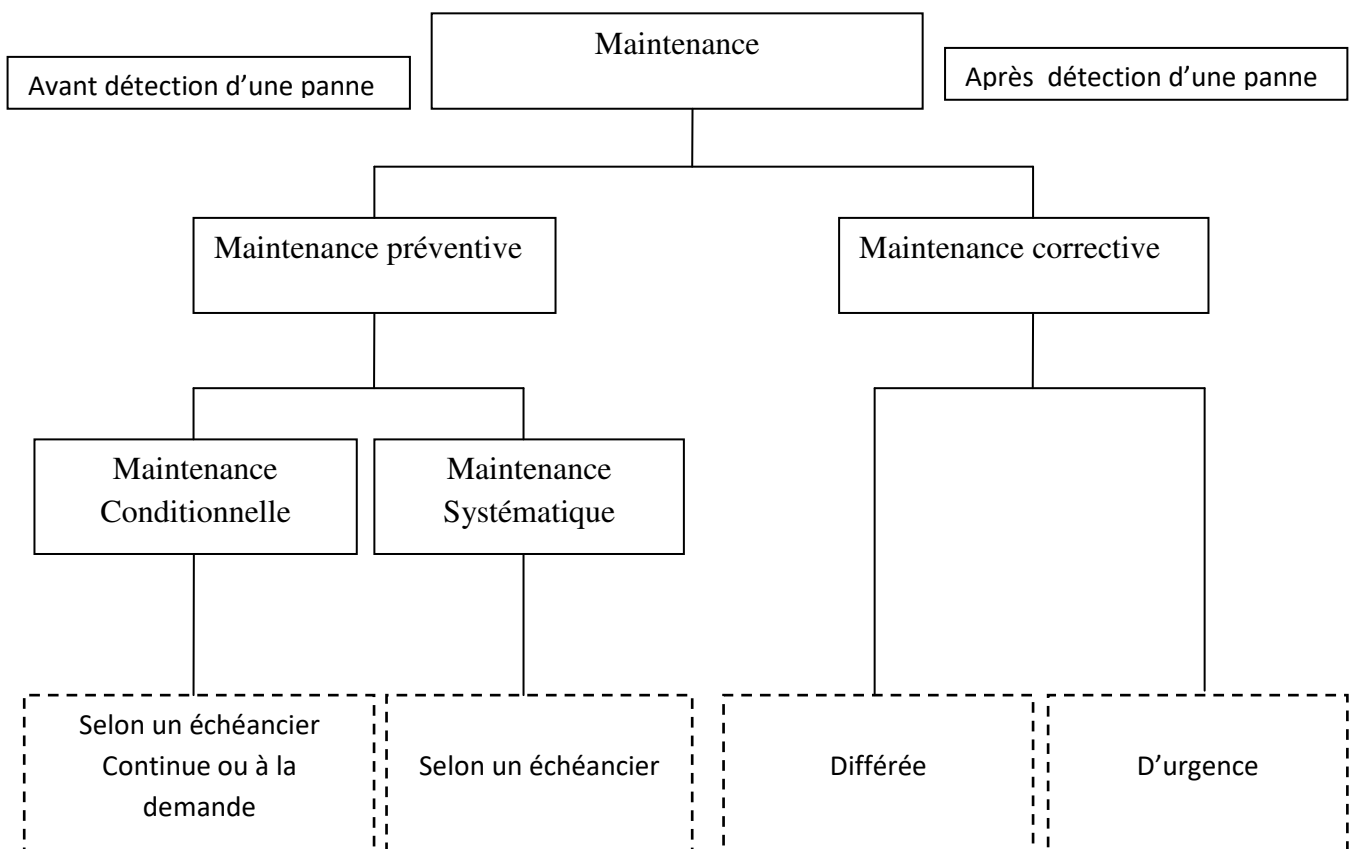 Maintenance
Avant détection d’une panne
Après détection d’une panne
Maintenance préventive
Maintenance corrective
Maintenance
Conditionnelle
Maintenance
Systématique
Selon un échéancier
Continue ou à la
demande
Selon un échéancier
Différée
D’urgence